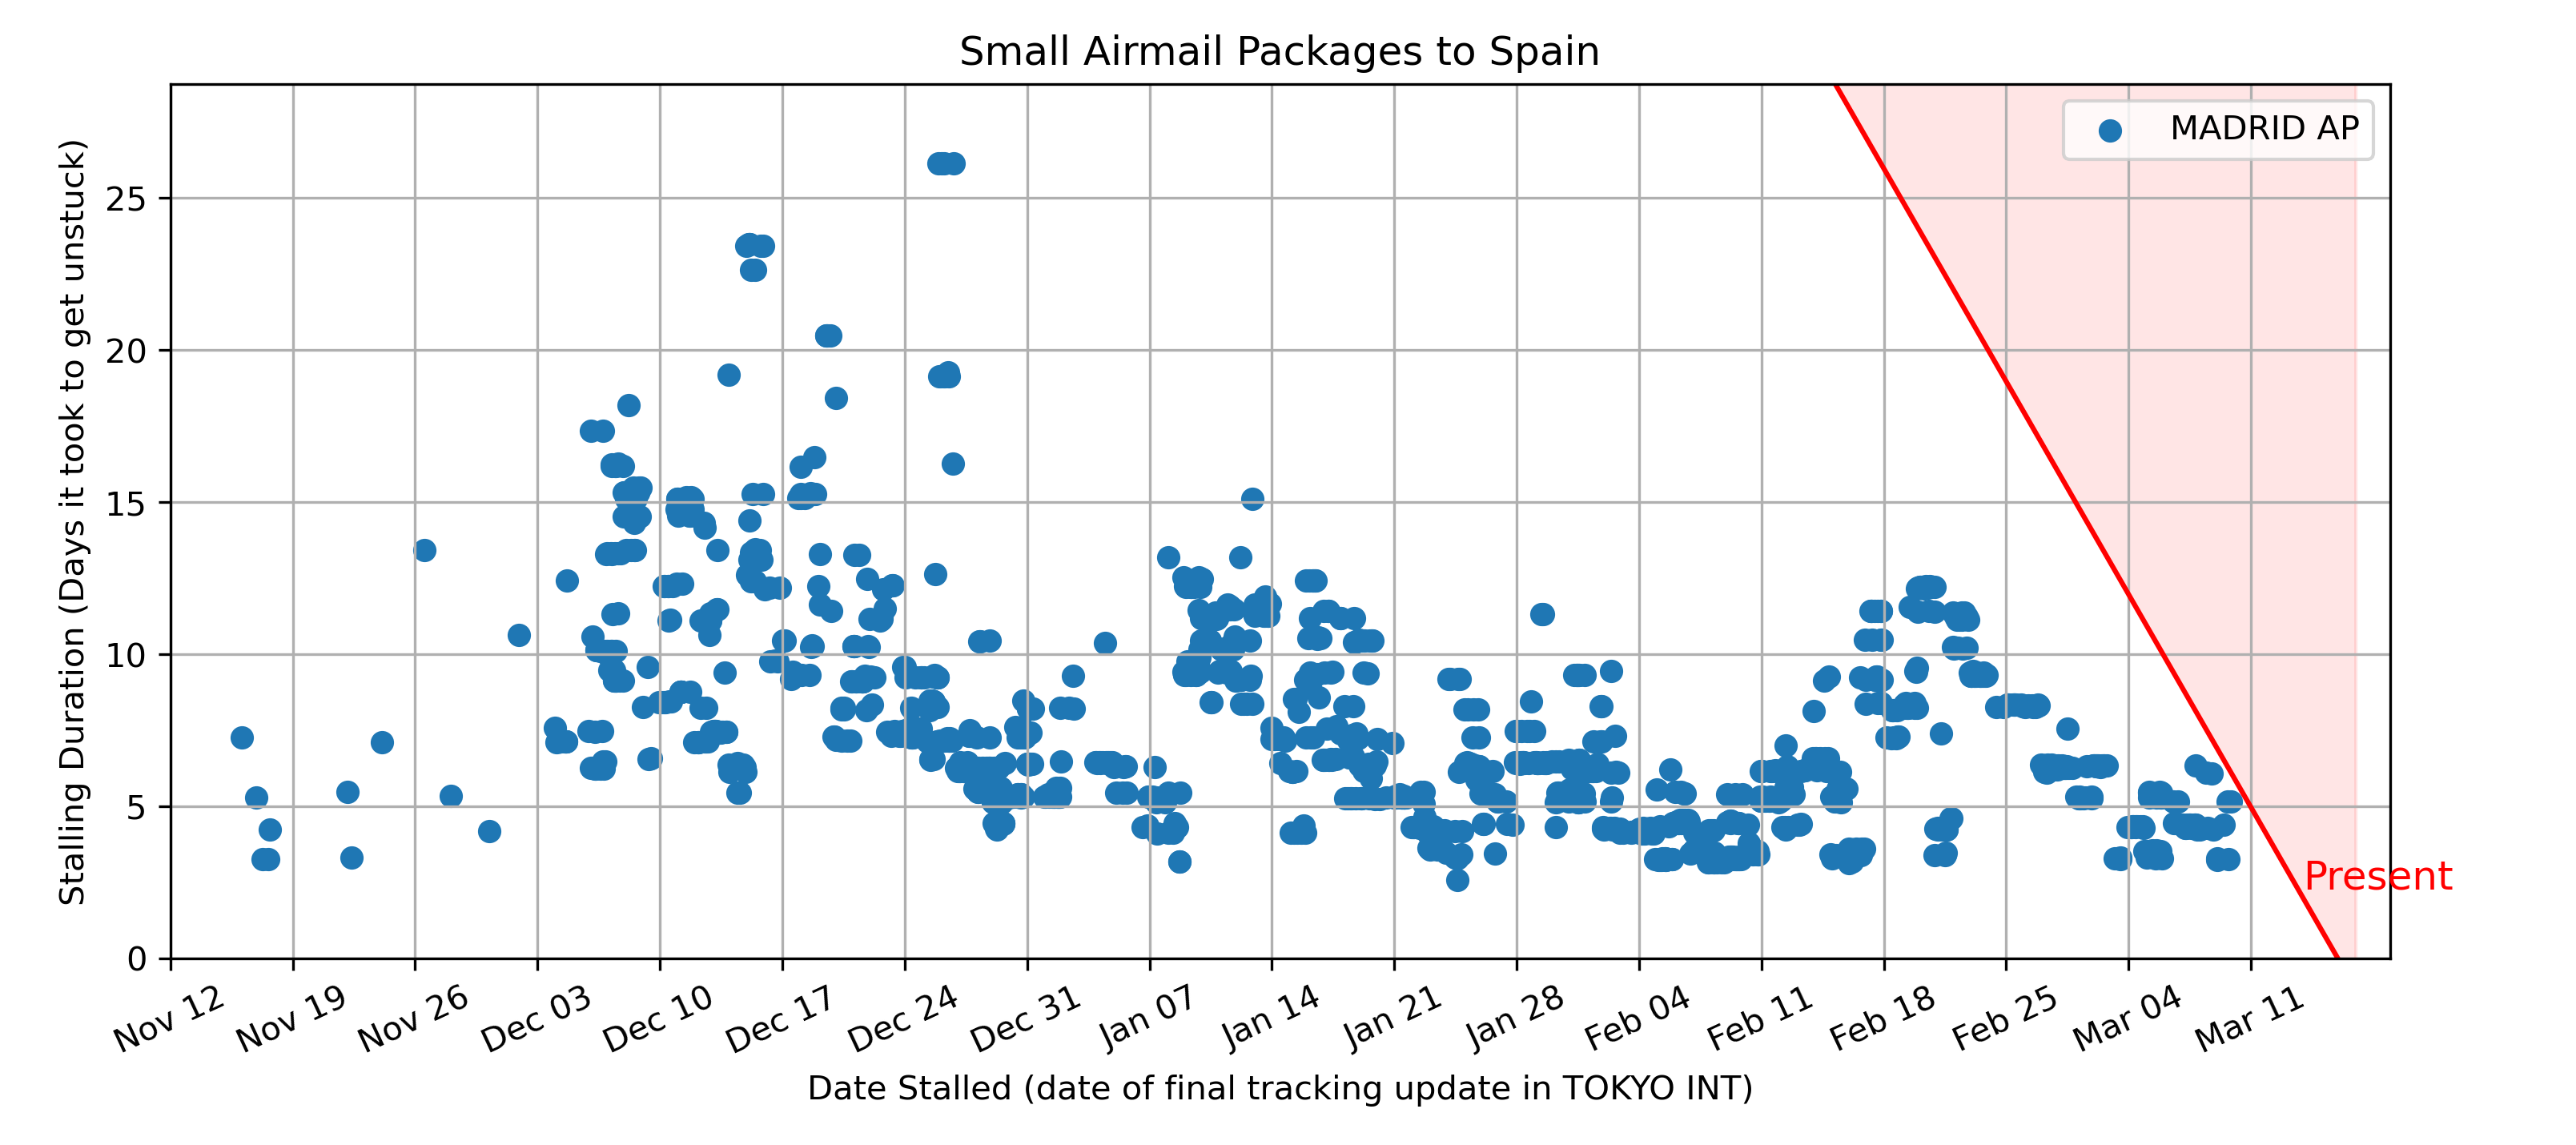 Small Airmail Packages to Spain
MADRID AP
Stalling Duration (Days it took to get unstuck)
25
20
15
10
5
0
Present
Nov 12
Nov 19
Nov 26
Dec 03
Dec 10
Dec 17
Dec 24
Dec 31
Jan 07
Jan 14
Jan 21
Jan 28
Feb 04
Feb 11
Feb 18
Feb 25
Mar 04
Mar 11
Date Stalled (date of final tracking update in TOKYO INT)